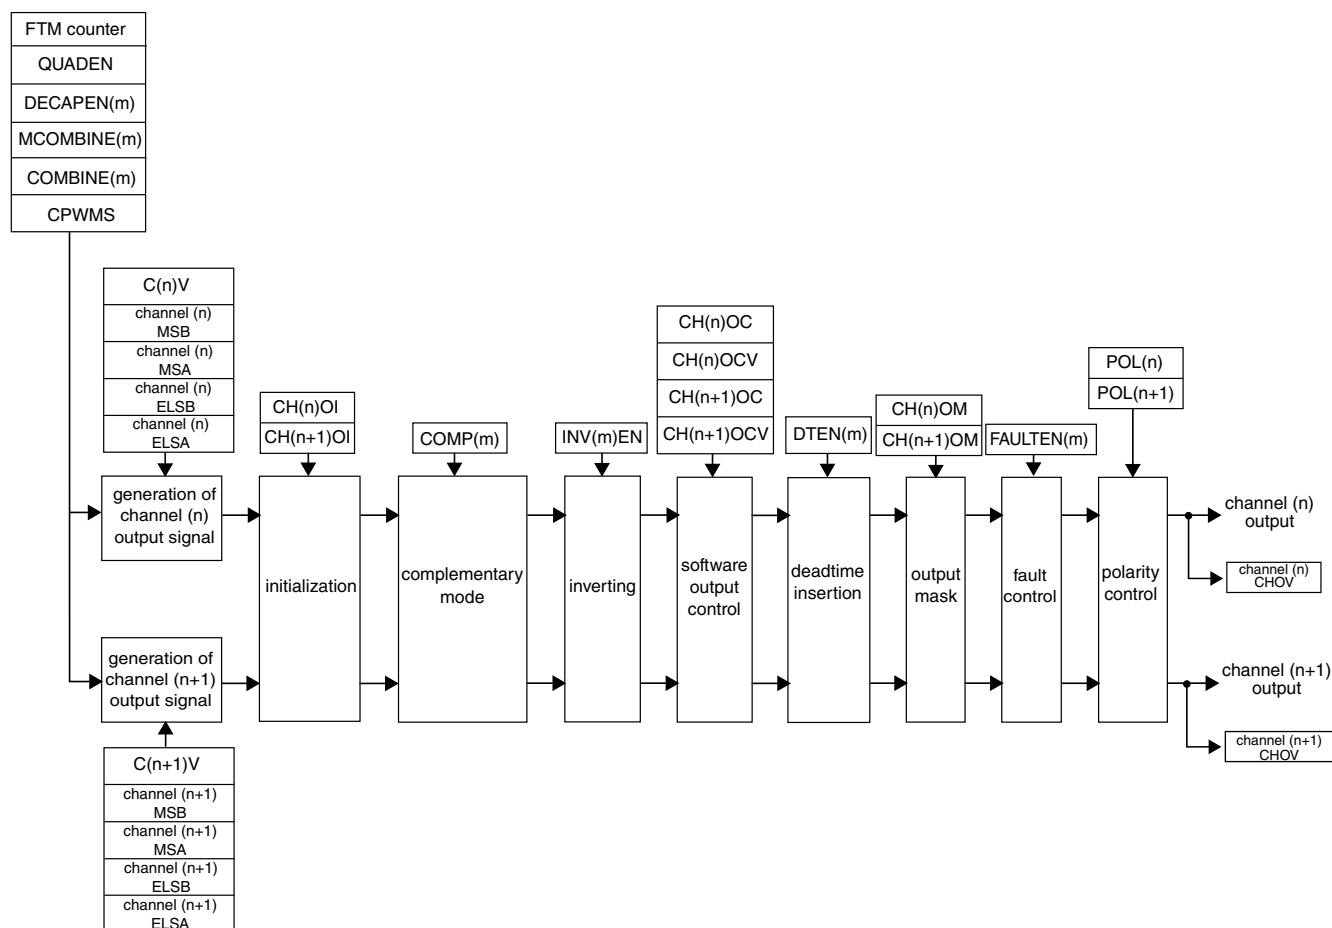 FTM counter
QUADEN
DECAPEN(m)
MCOMBINE(m)
COMBINE(m)
CPWMS
C(n)V
channel (n)
MSB
channel (n)
MSA
channel (n)
ELSB
channel (n)
ELSA
CH(n)OI
CH(n+1)OI
COMP(m)
INV(m)EN
CH(n)OC
CH(n)OCV
CH(n+1)OC
CH(n+1)OCV
DTEN(m)
CH(n)OM
CH(n+1)OM
FAULTEN(m)
POL(n)
POL(n+1)
generation of
channel (n)
output signal
generation of
channel (n+1)
output signal
initialization
complementary
mode
inverting
software
output
control
deadtime
insertion
output
mask
fault
control
polarity
control
channel (n)
output
channel (n)
CHOV
channel (n+1)
output
channel (n+1)
CHOV
C(n+1)V
channel (n+1)
MSB
channel (n+1)
MSA
channel (n+1)
ELSB
channel (n+1)
ELSA